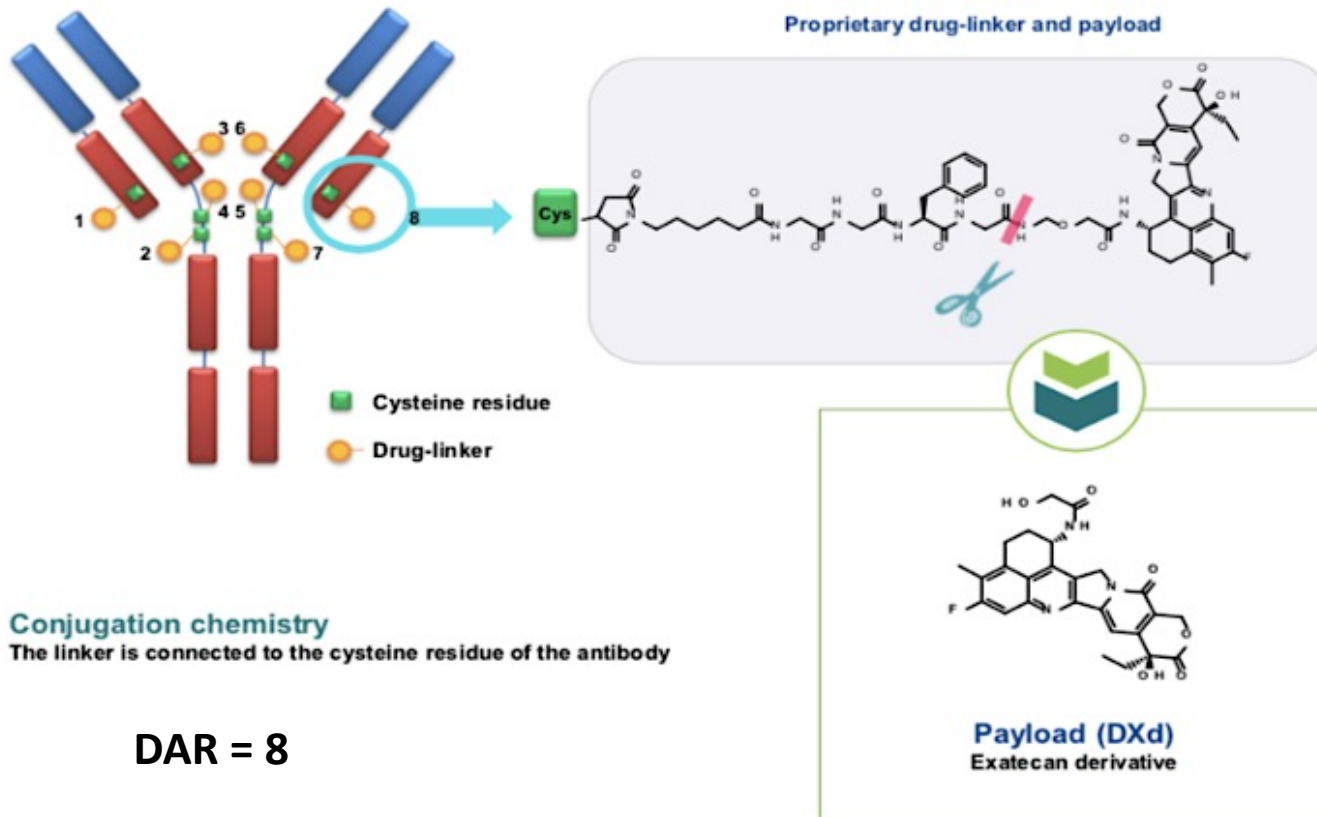 Proprietary drug-linker and payload
3 6
4 5
1
8
2
7
Cys
Cysteine residue
Drug-linker
Conjugation chemistry
The linker is connected to the cysteine residue of the antibody
DAR = 8
Payload (DXd)
Exatecan derivative